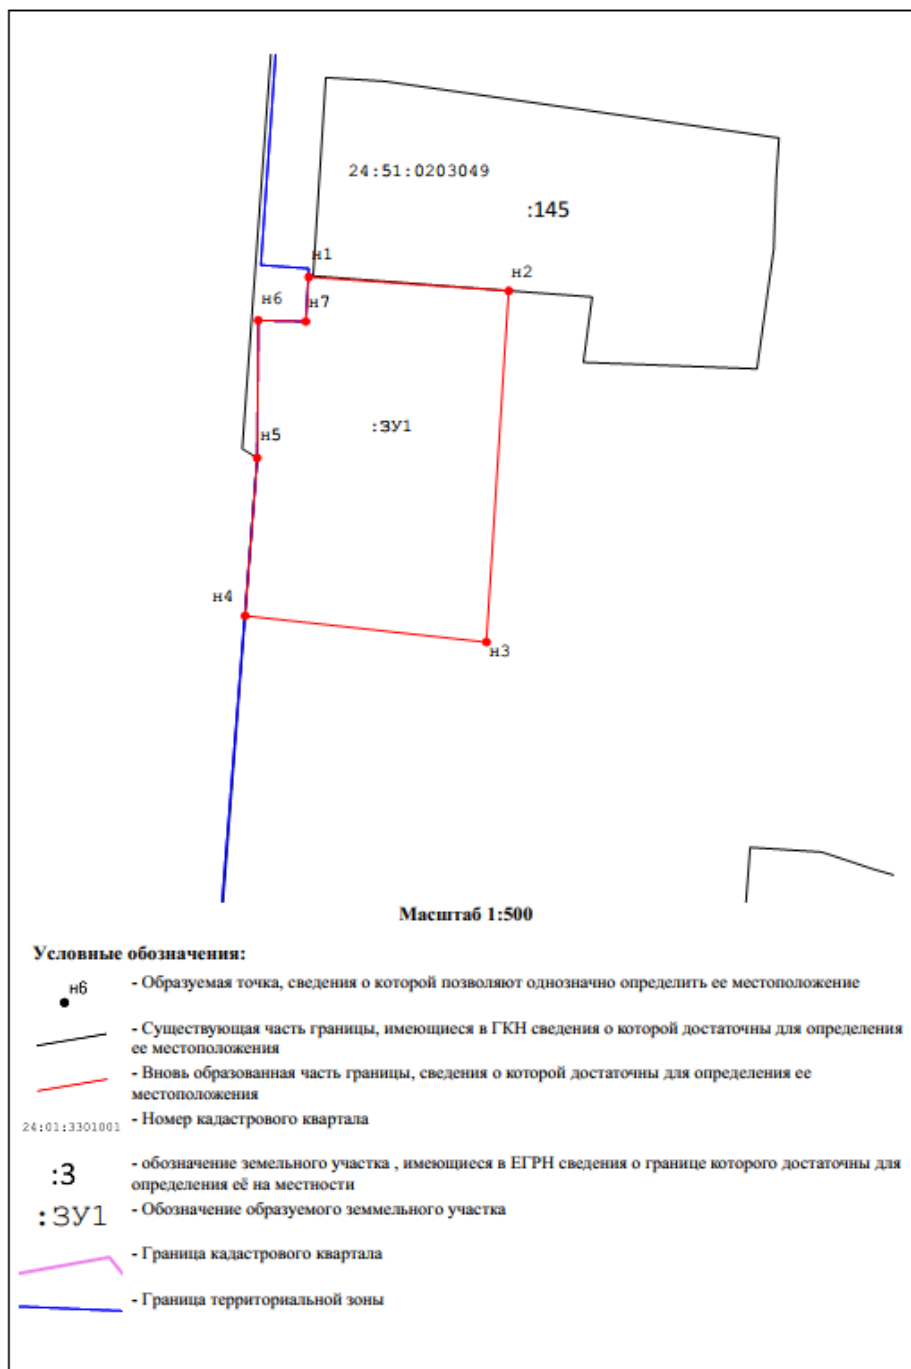 24:51:0203049
:145
н1
н2
н6
н7
:ЗУ1
н5
н4
н3
Масштаб 1:500
Условные обозначения:
н6
- Образуемая точка, сведения о которой позволяют однозначно определить ее местоположение
- Существующая часть границы, имеющиеся в ГКН сведения о которой достаточны для определения
ее местоположения
- Вновь образованная часть границы, сведения о которой достаточны для определения ее
местоположения
24:01:3301001
- Номер кадастрового квартала
:3
- обозначение земельного участка , имеющиеся в ЕГРН сведения о границе которого достаточны для
определения её на местности
:ЗУ1
- Обозначение образуемогоземмельного участка
- Граница кадастрового квартала
- Граница территориальной зоны